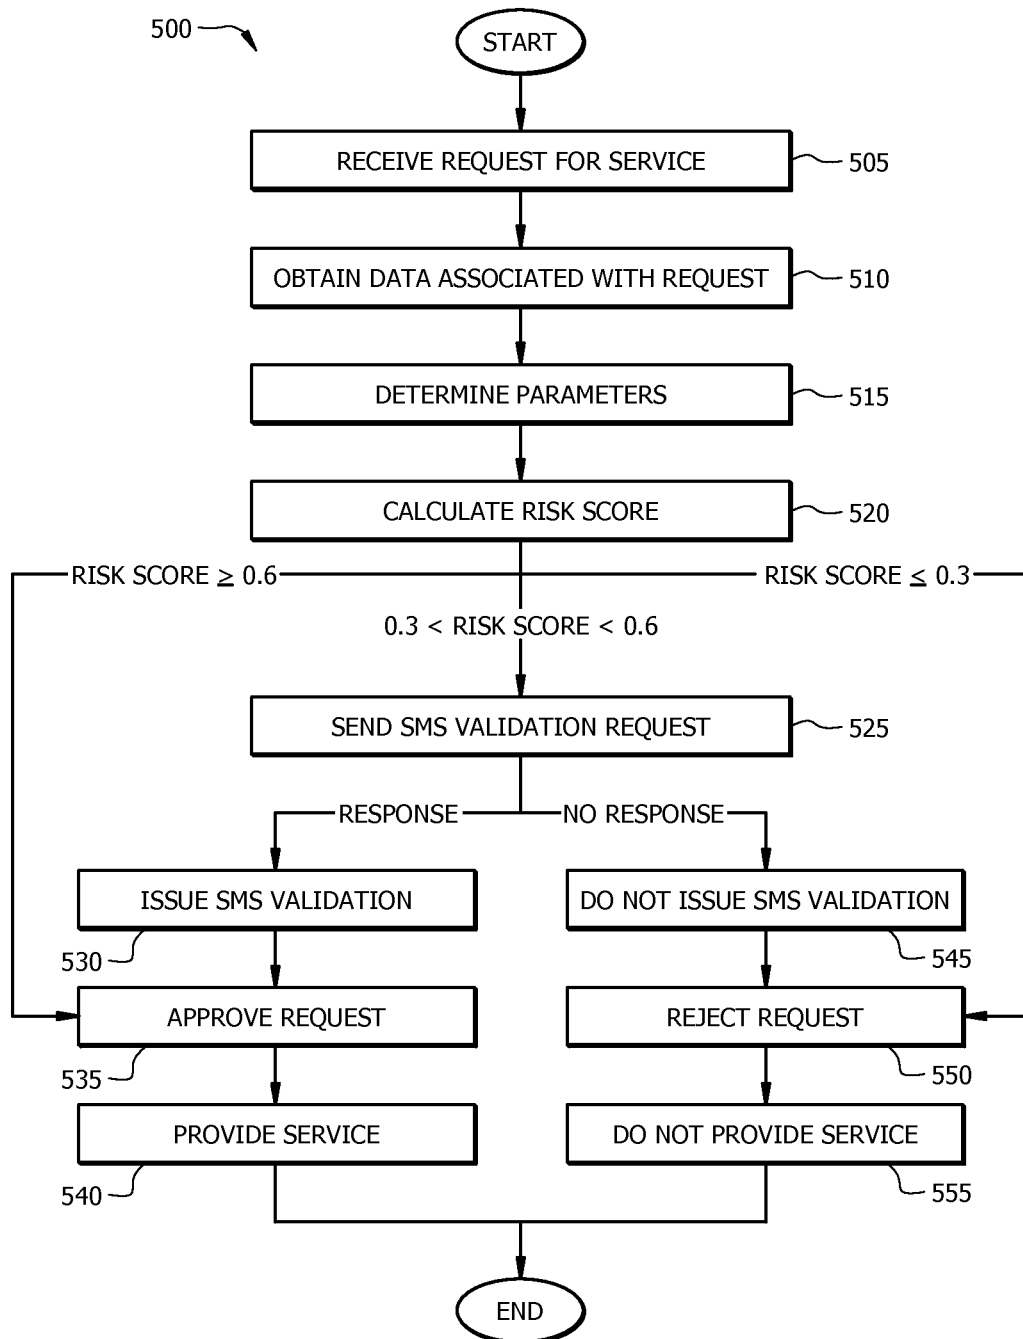 500
START
RECEIVE REQUEST FOR SERVICE
505
OBTAIN DATA ASSOCIATED WITH REQUEST
510
DETERMINE PARAMETERS
515
CALCULATE RISK SCORE
520
RISK SCORE ≥ 0.6
RISK SCORE ≤ 0.3
0.3 < RISK SCORE < 0.6
SEND SMS VALIDATION REQUEST
525
RESPONSE
NO RESPONSE
ISSUE SMS VALIDATION
DO NOT ISSUE SMS VALIDATION
530
545
APPROVE REQUEST
REJECT REQUEST
535
550
PROVIDE SERVICE
DO NOT PROVIDE SERVICE
540
555
END